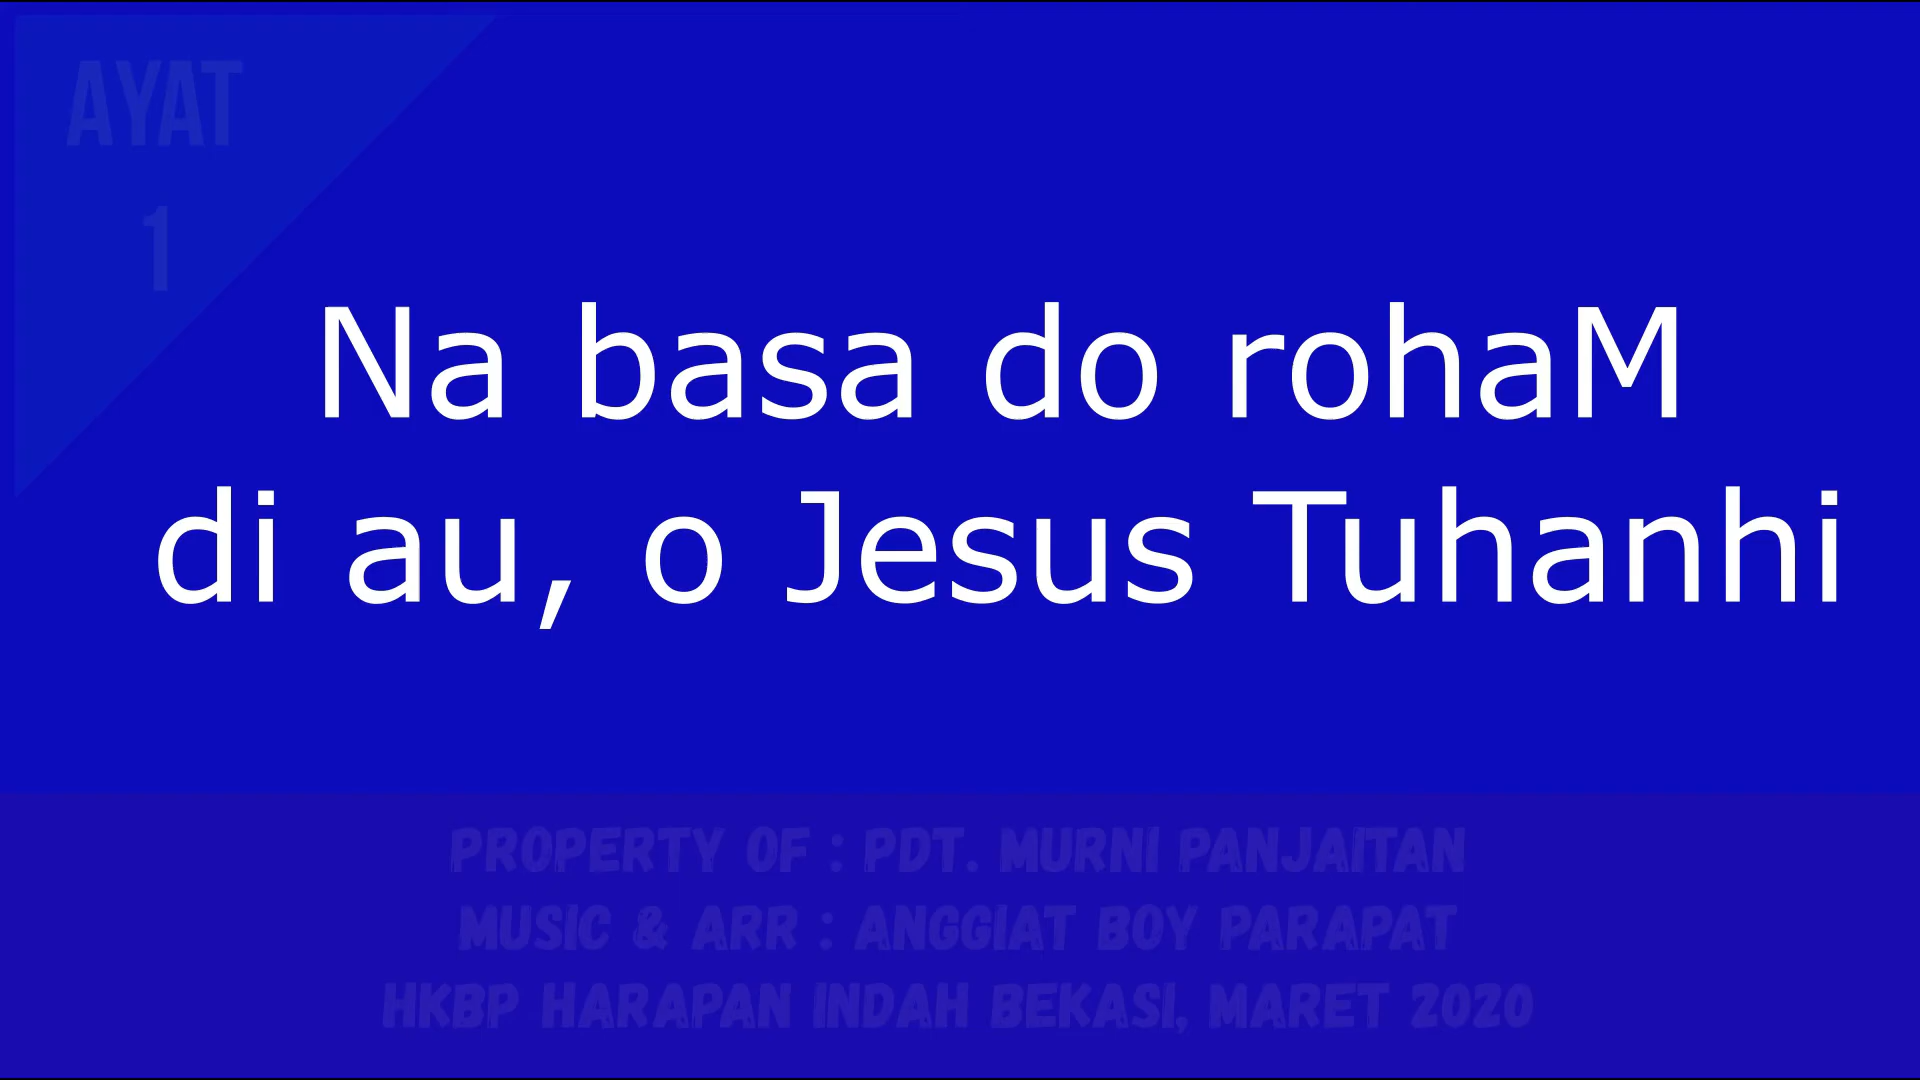 AYAT
1
Na basa do rohaM
di au, o Jesus Tuhanhi
PROPERTY OF : PDT. MURNI PANJAITAN
MUSIC & ARR : ANGGIAT BOY PARAPAT
HKBP HARAPAN INDAH BEKASI, MARET 2020